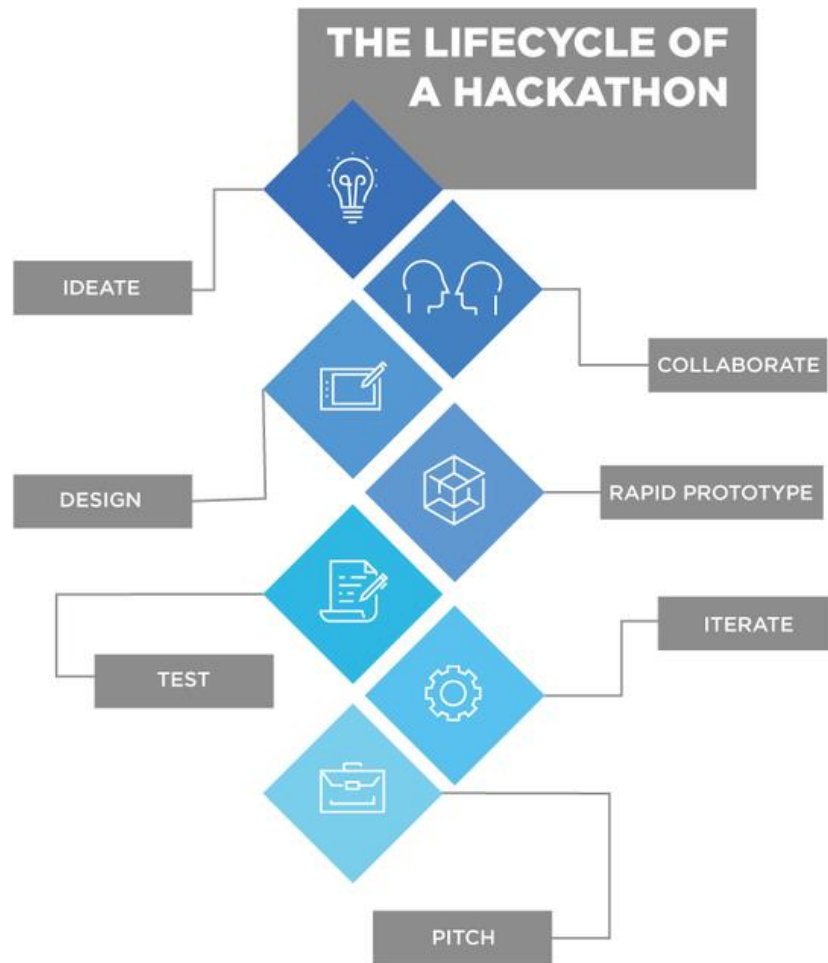 THE LIFECYCLE OF
A HACKATHON
IDEATE
COLLABORATE
DESIGN
RAPID PROTOTYPE
TEST
ITERATE
PITCH